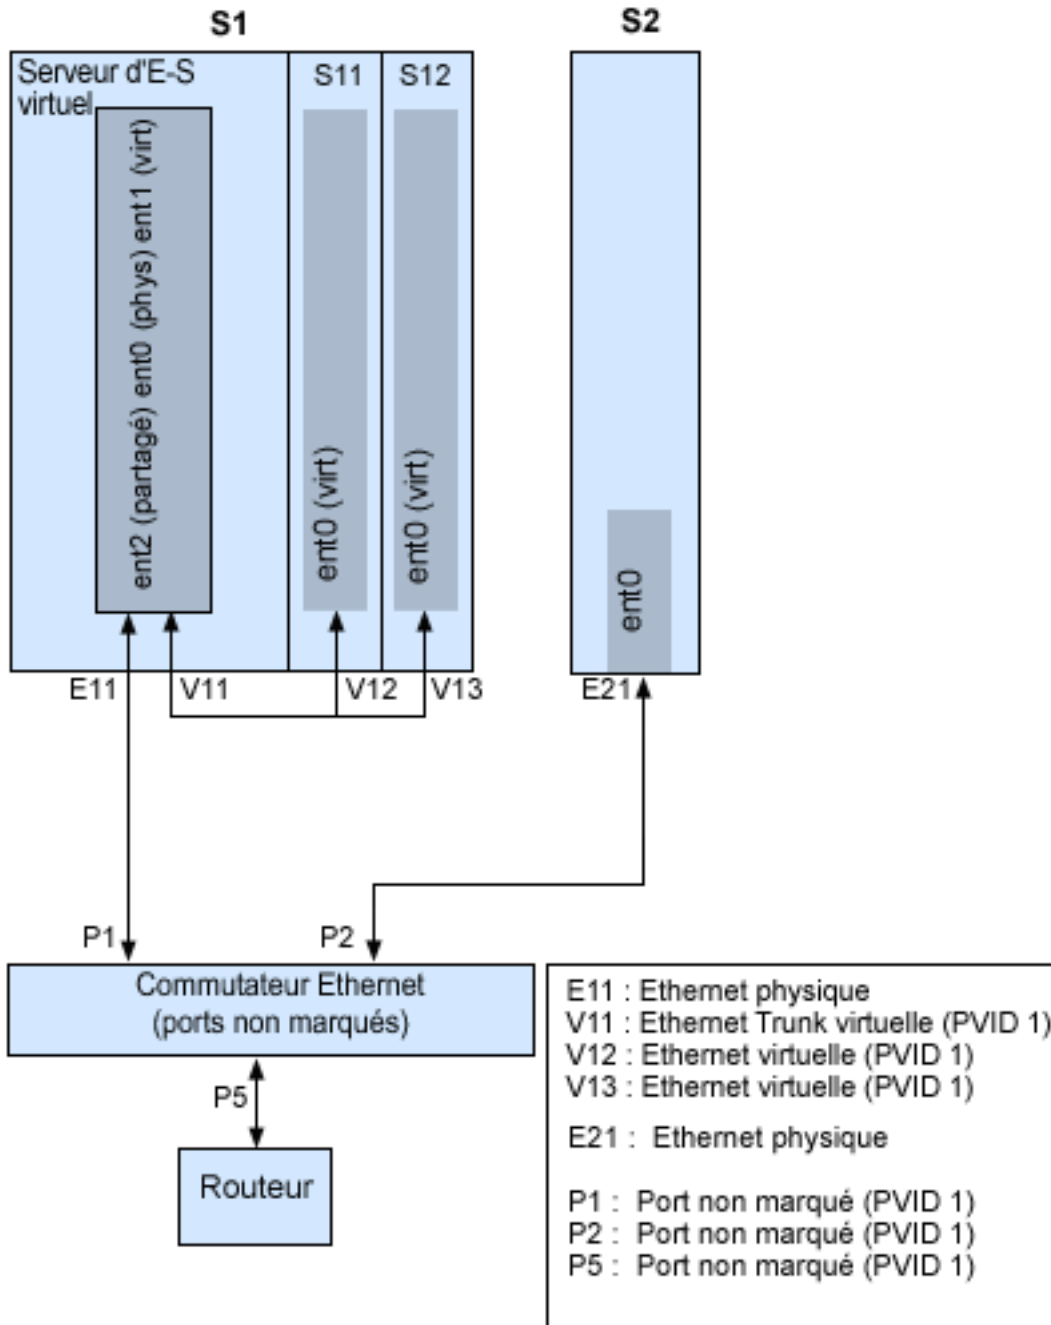 S1
S2
Serveur d'E-S
virtuel
S11
S12
ent2 (partagé) ent0 (phys) ent1 (virt)
ent0 (virt)
ent0 (virt)
ent0
E11
V11
V12
V13
E21
P1
P2
Commutateur Ethernet
(ports non marqués)
P5
Routeur
E11 : Ethernet physique
V11 : Ethernet Trunk virtuelle (PVID 1)
V12 : Ethernet virtuelle (PVID 1)
V13 : Ethernet virtuelle (PVID 1)
E21 : Ethernet physique
P1 : Port non marqué (PVID 1)
P2 : Port non marqué (PVID 1)
P5 : Port non marqué (PVID 1)